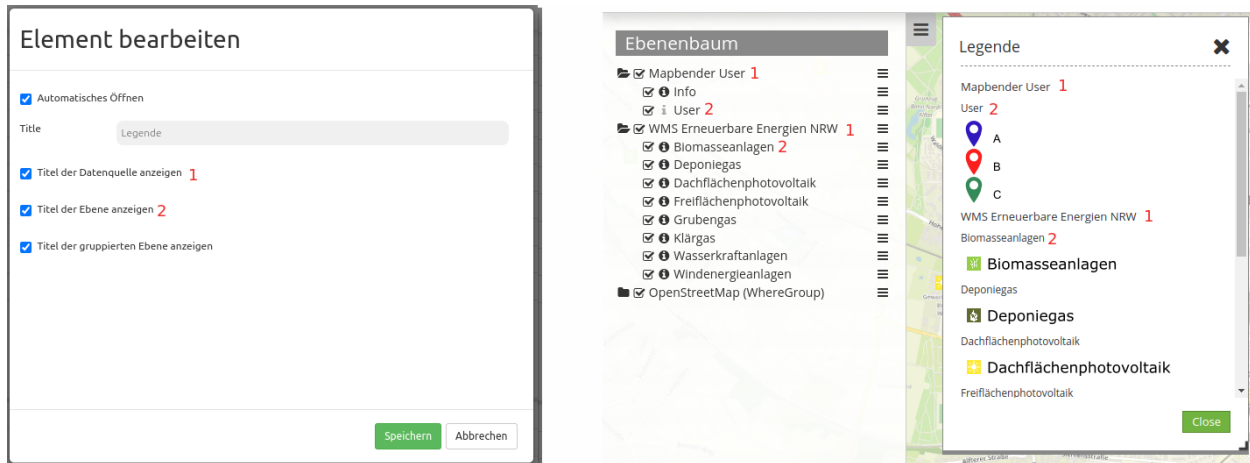 Element bearbeiten
Automatisches Öffnen
Title
Legende
Titel der Datenquelle anzeigen 1
Titel der Ebene anzeigen 2
Titel der gruppierten Ebene anzeigen
Speichern
Abbrechen
Ebenenbaum
Mapbender User 1
Info
User 2
WMS Erneuerbare Energien NRW 1
Biomasseanlagen 2
Deponiegas
Dachflächenphotovoltaik
Freiflächenphotovoltaik
Grubengas
Klärgas
Wasserkraftanlagen
Windenergieanlagen
OpenStreetMap (WhereGroup)
Legende
Mapbender User 1
User 2
A
B
C
WMS Erneuerbare Energien NRW 1
Biomasseanlagen 2
Biomasseanlagen
Deponiegas
Deponiegas
Dachflächenphotovoltaik
Dachflächenphotovoltaik
Freiflächenphotovoltaik
Close